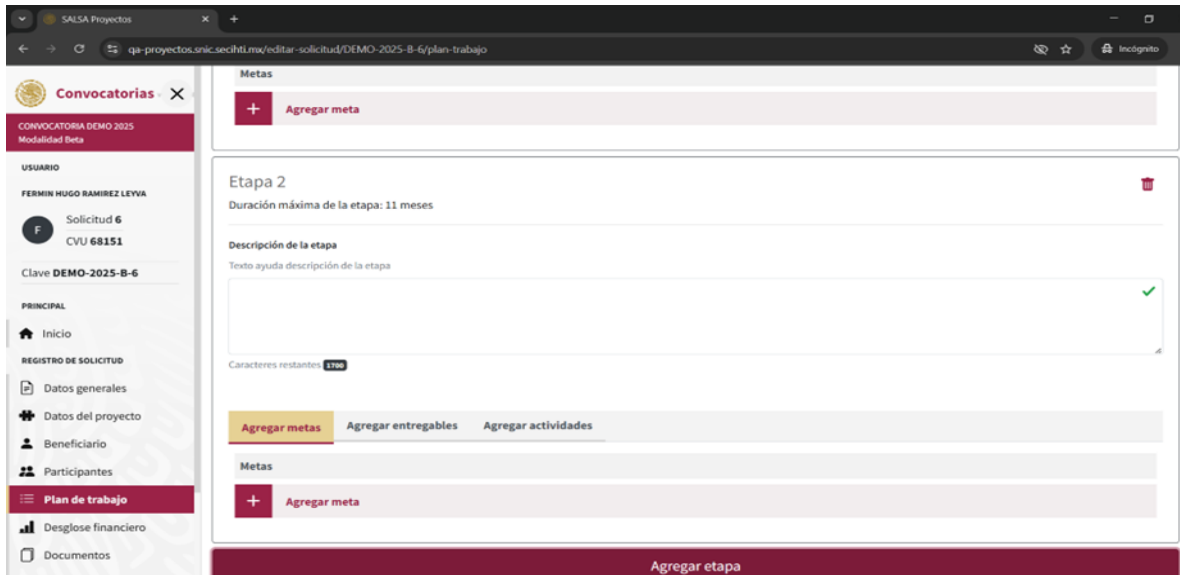 SALSA Proyectos
qa-proyectos.snic.secihti.mx/editar-solicitud/DEMO-2025-B-6/plan-trabajo
Incógnito
Convocatorias
CONVOCATORIA DEMO 2025
Modalidad Beta
USUARIO
FERMIN HUGO RAMIREZ LEYVA
F
Solicitud 6
CVU 68151
Clave DEMO-2025-B-6
PRINCIPAL
Inicio
REGISTRO DE SOLICITUD
Datos generales
Datos del proyecto
Beneficiario
Participantes
Plan de trabajo
Desglose financiero
Documentos
Metas
+ Agregar meta
Etapa 2
Duración máxima de la etapa: 11 meses
Descripción de la etapa
Texto ayuda descripción de la etapa
Caracteres restantes 1700
Agregar metas Agregar entregables Agregar actividades
Metas
+ Agregar meta
Agregar etapa